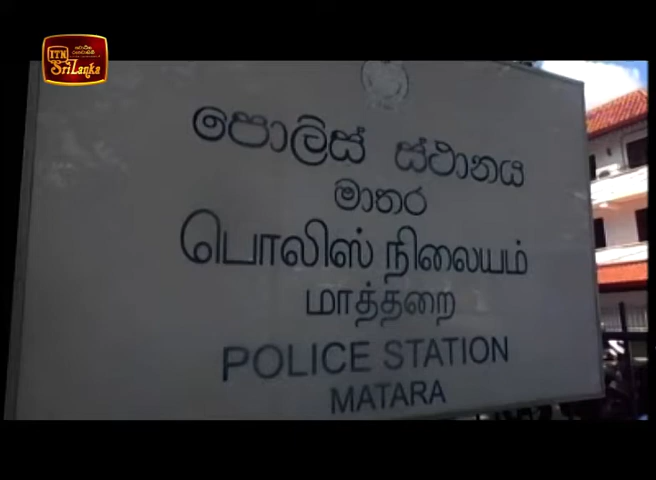 ITN
SriLanka
පොලිස් ස්ථානය
මාතර
பொலிஸ் நிலையம்
மாத்தறை
POLICE STATION
MATARA